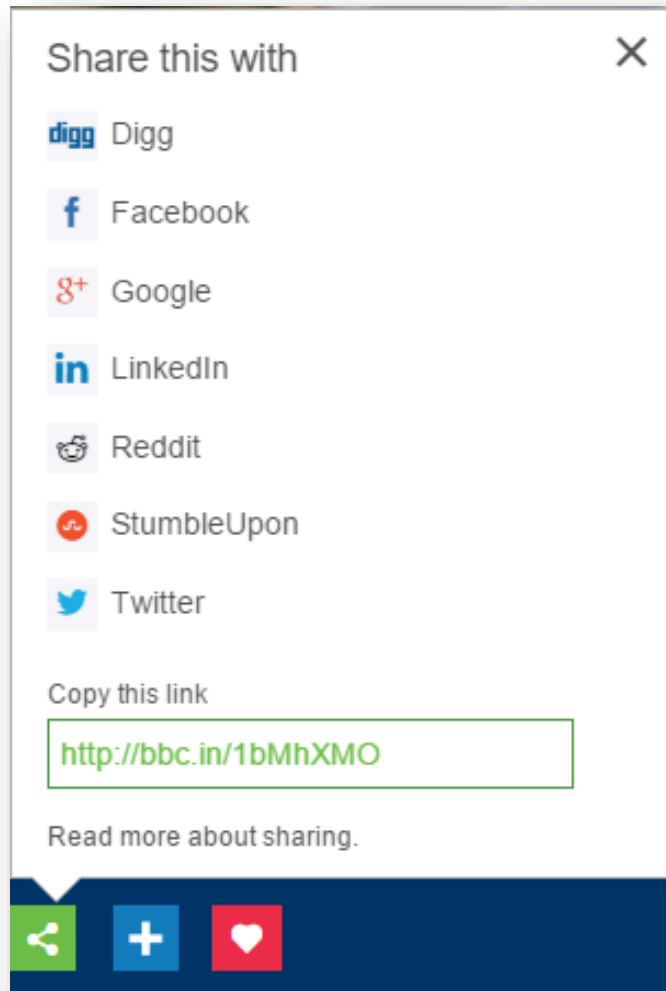 Share this with
digg Digg
f Facebook
g+ Google
in LinkedIn
Reddit
StumbleUpon
Twitter
Copy this link
http://bbc.in/1bMhXMO
Read more about sharing.